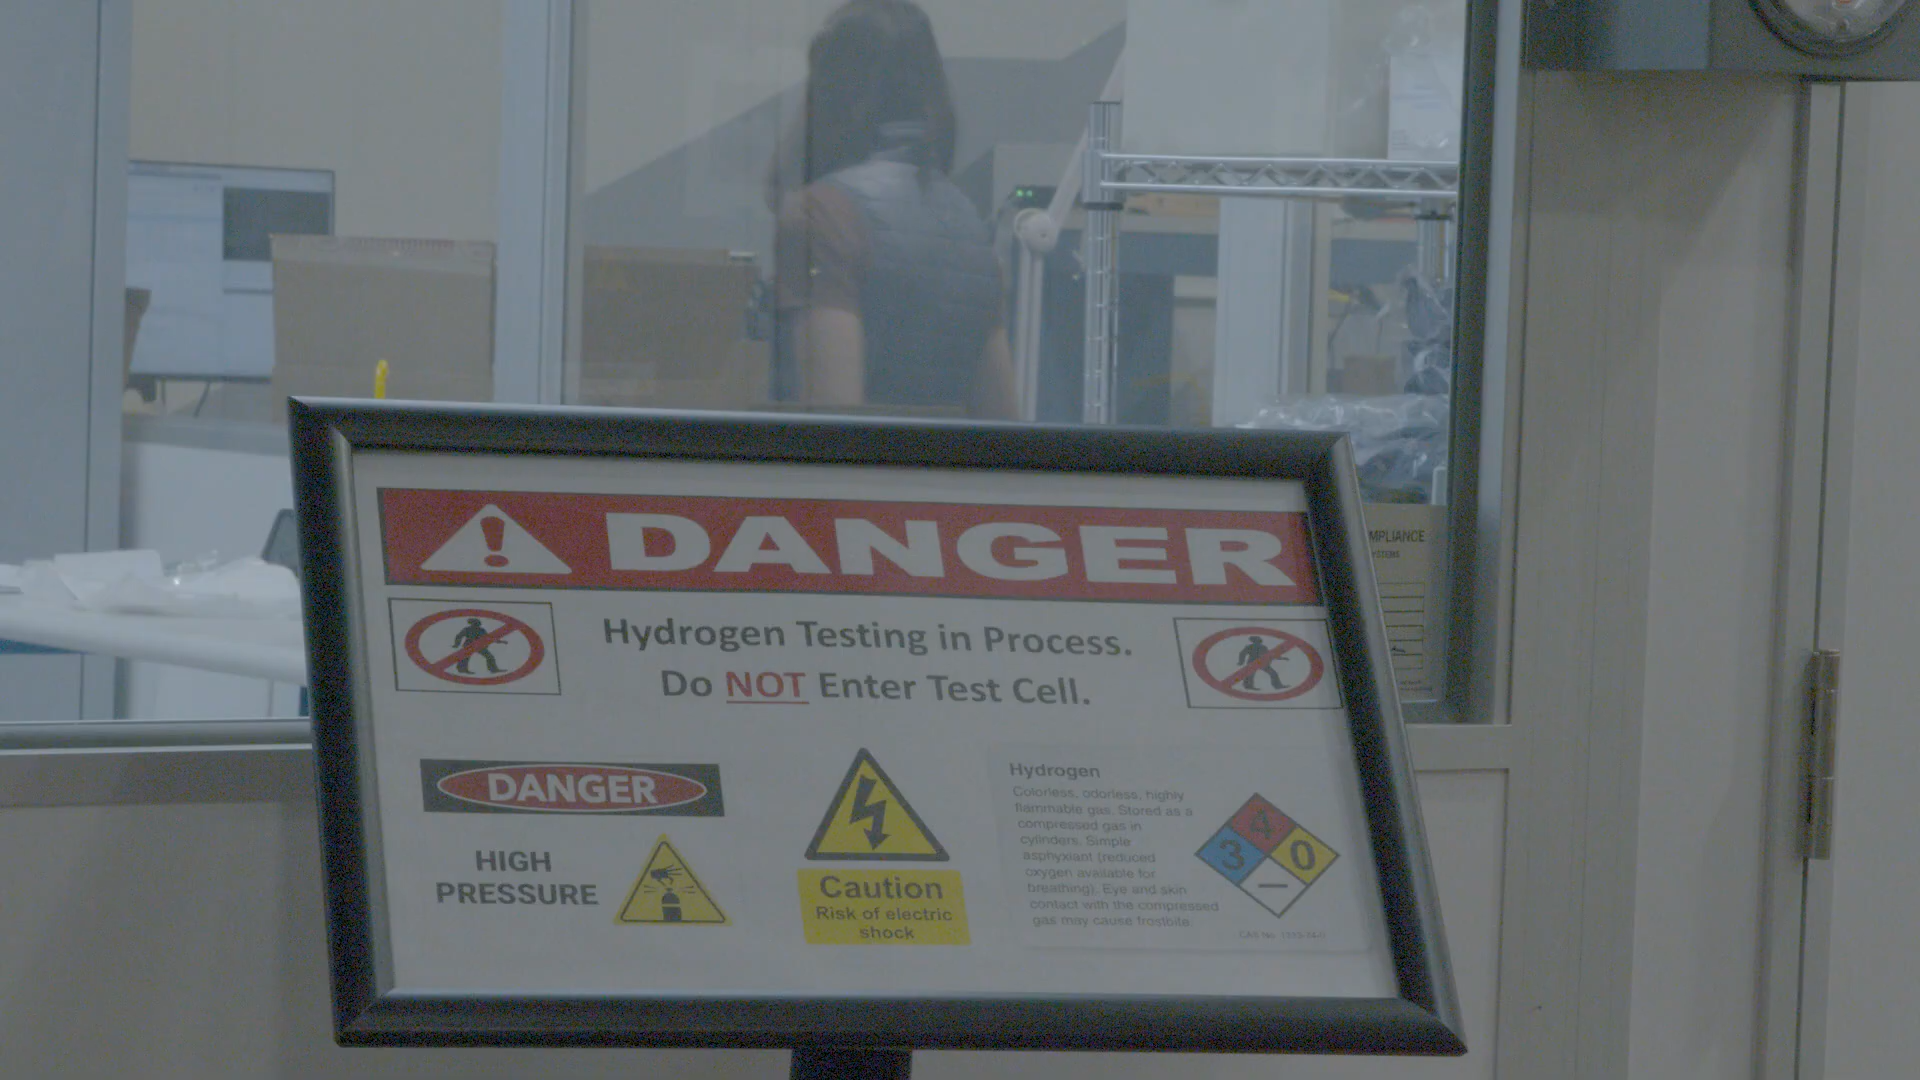 MPLIANCE
DANGER
Hydrogen Testing in Process.
Do NOT Enter Test Cell.
DANGER
HIGH
PRESSURE
Caution
Risk of electric
shock
Hydrogen
Colorless, odorless, highly
flammable gas. Stored as a
compressed gas in
cylinders. Simple
asphyxiant (reduced
oxygen available for
breathing). Eye and skin
contact with the compressed
gas may cause frostbite.
4
3
0
CAS No.